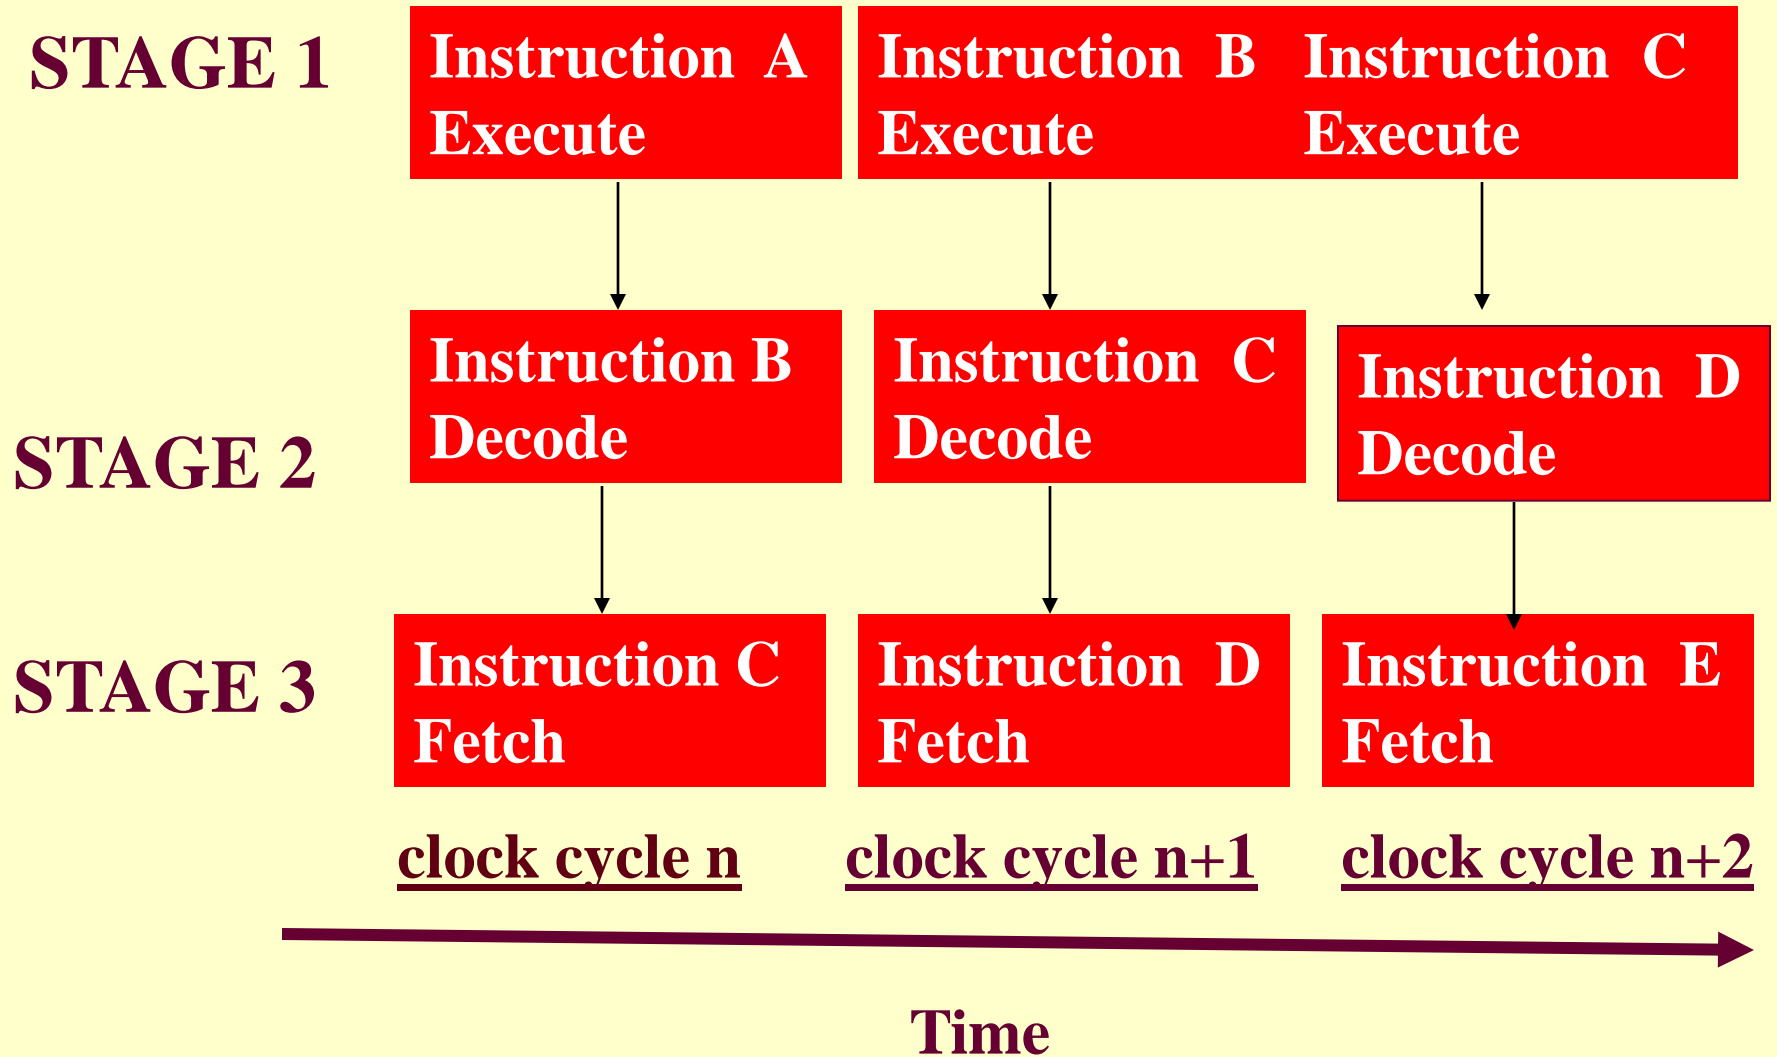 STAGE 1
Instruction A
Execute
Instruction B
Execute
Instruction C
Execute
STAGE 2
Instruction B
Decode
Instruction C
Decode
Instruction D
Decode
STAGE 3
Instruction C
Fetch
Instruction D
Fetch
Instruction E
Fetch
clock cycle n
clock cycle n+1
clock cycle n+2
Time